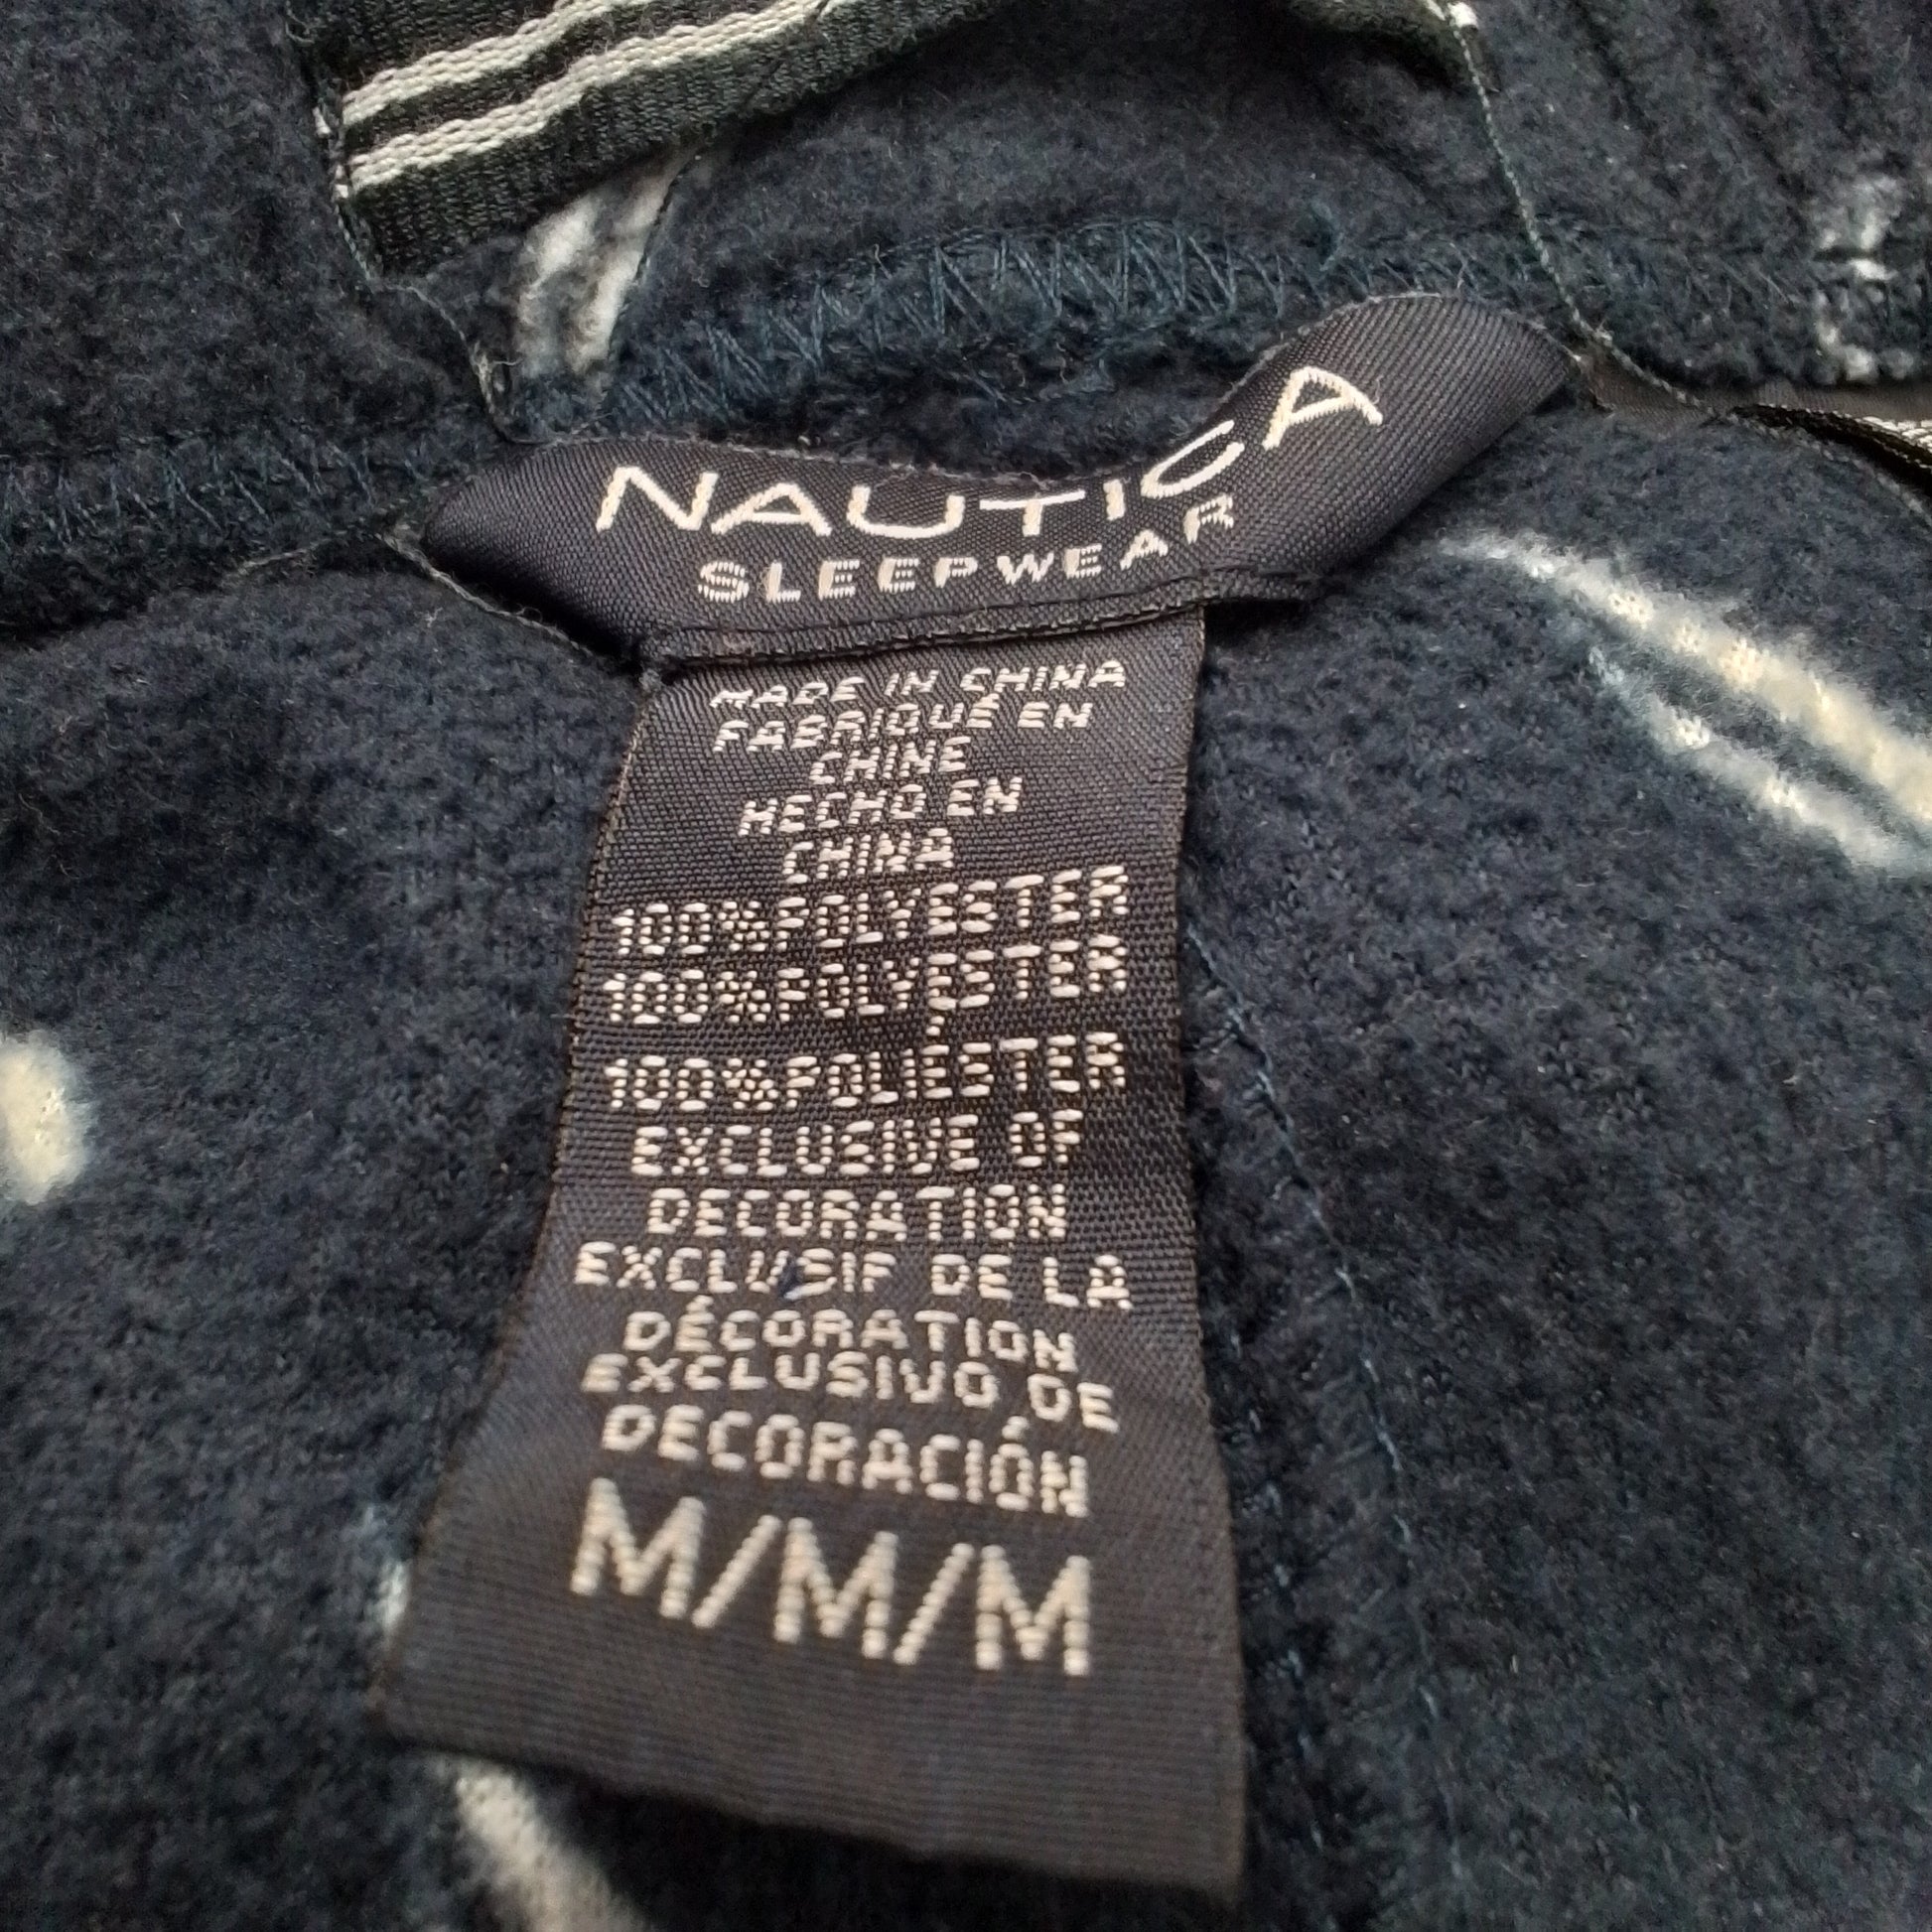 NAUTICA
SLEEPWEAR
MADE IN CHINA
FABRIQUÉ EN
CHINE
HECHO EN
CHINA
100%POLYESTER
100%POLYESTER
100%POLIÉSTER
EXCLUSIVE OF
DECORATION
EXCLUSIF DE LA
DÉCORATION
EXCLUSIVO DE
DECORACIÓN
M/M/M